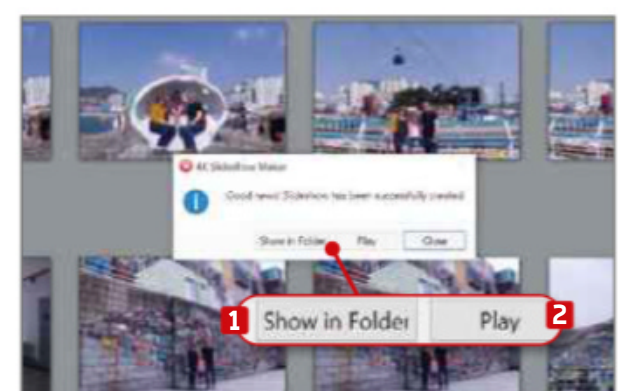 4K Slideshow Maker
Good news! Slideshow has been successfully created
Show in Folder Play Close
1 Show in Folder Play 2